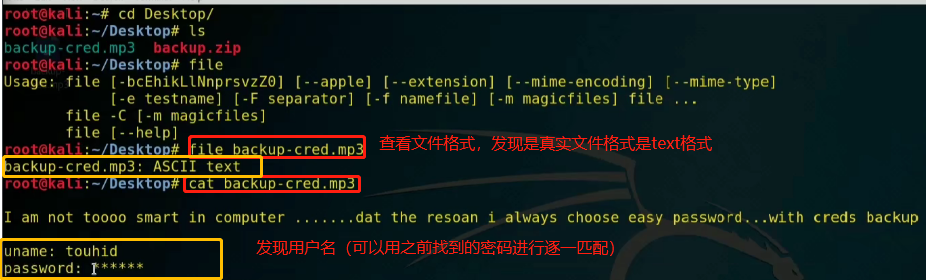 root@kali:~# cd Desktop/
root@kali:~/Desktop# ls
backup-cred.mp3  backup.zip
root@kali:~/Desktop# file
Usage: file [-bcEhikLlNnprsvzZ0] [--apple] [--extension] [--mime-encoding] [--mime-type]
            [-e testname] [-F separator] [-f namefile] [-m magicfiles] file ...
       file -C [-m magicfiles]
       file [--help]
root@kali:~/Desktop# file backup-cred.mp3 查看文件格式，发现是真实文件格式是text格式
backup-cred.mp3: ASCII text
root@kali:~/Desktop# cat backup-cred.mp3
I am not toooo smart in computer .......dat the resoan i always choose easy password...with creds backup
uname: touhid 发现用户名（可以用之前找到的密码进行逐一匹配）
password: ******